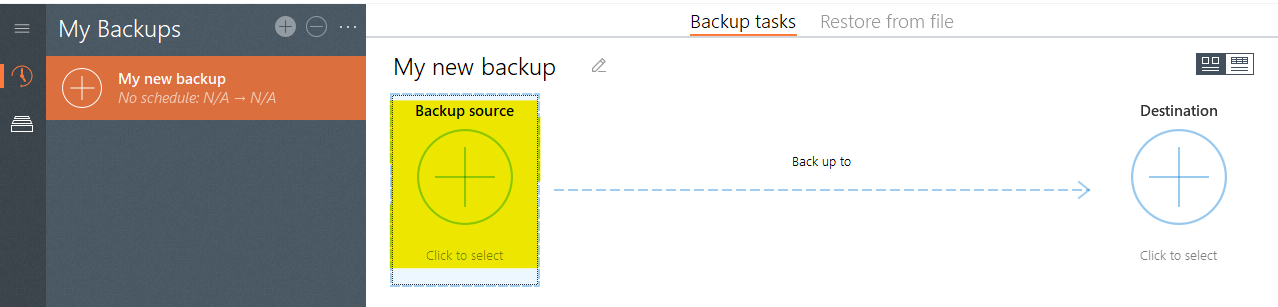 My Backups
My new backup
No schedule: N/A → N/A
Backup tasks
Restore from file
My new backup
Backup source
Click to select
Back up to
Destination
Click to select